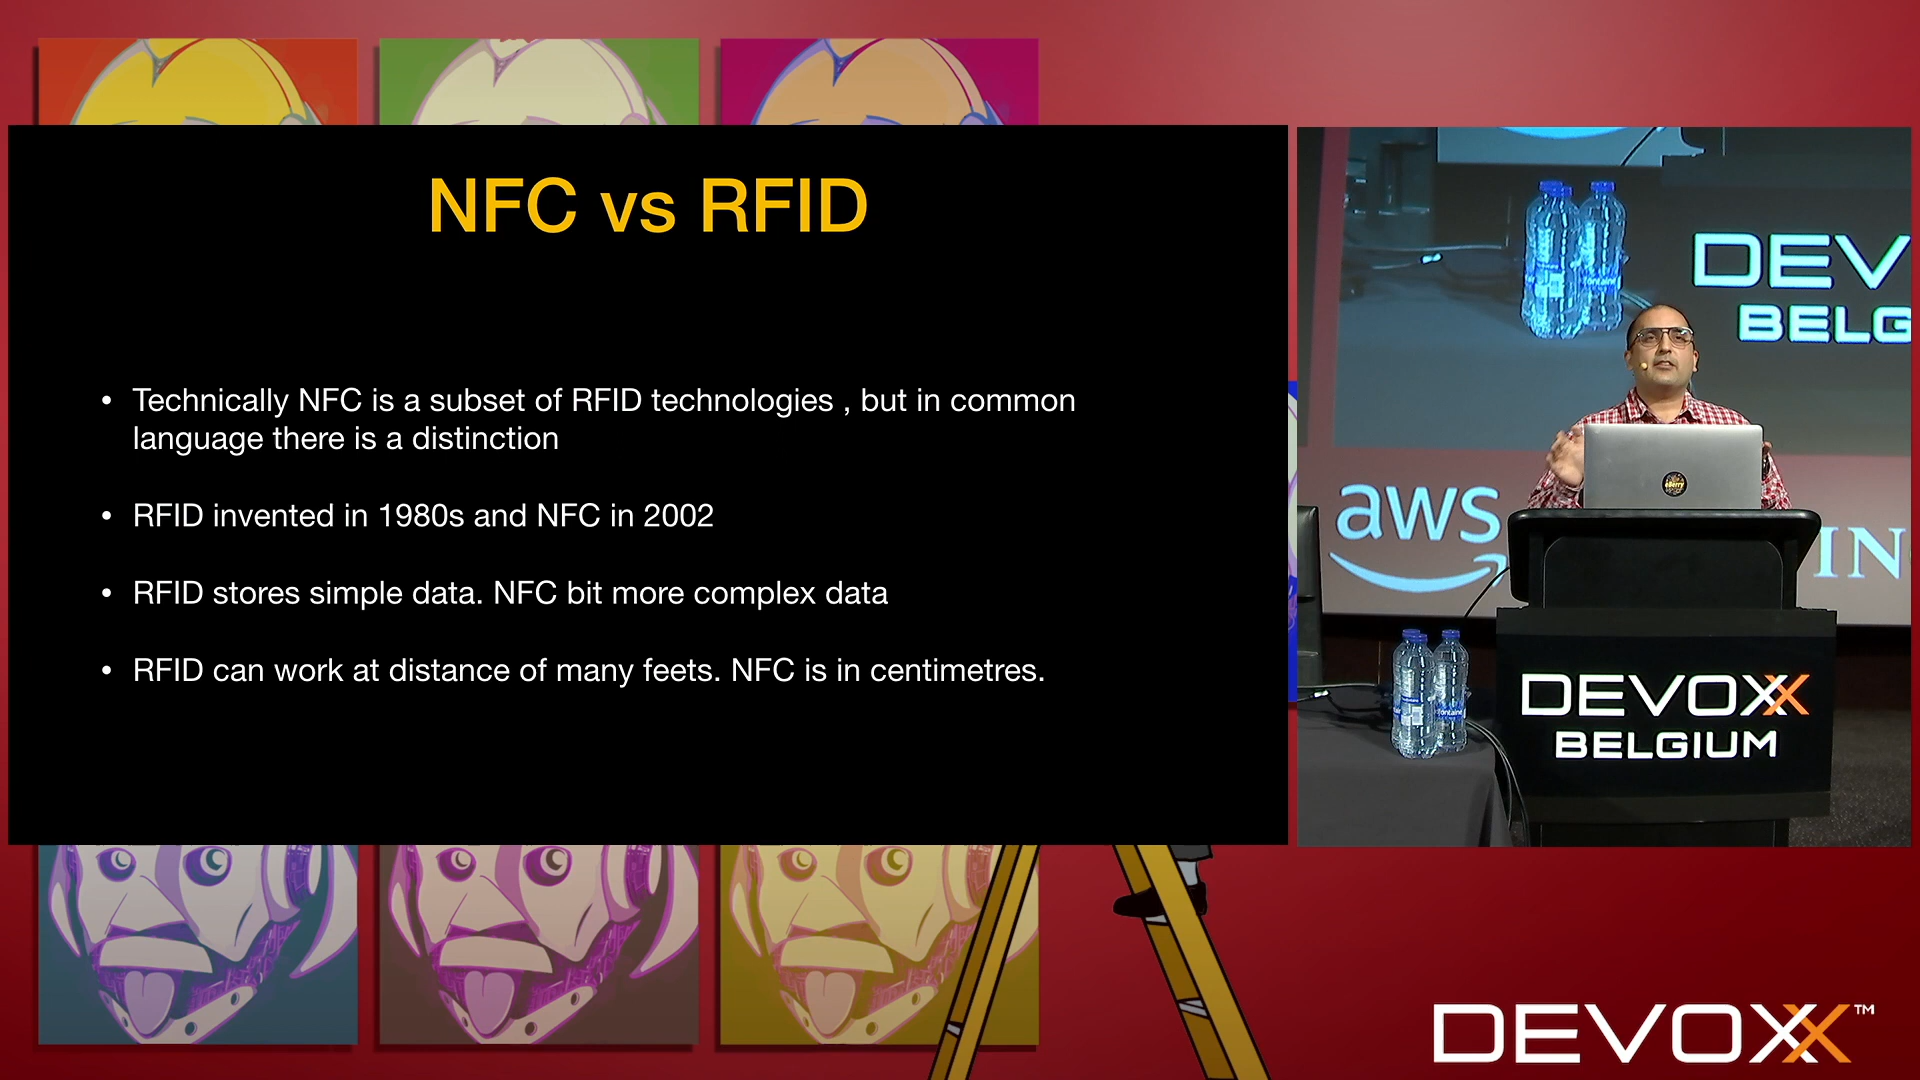 NFC vs RFID
• Technically NFC is a subset of RFID technologies , but in common
language there is a distinction
• RFID invented in 1980s and NFC in 2002
• RFID stores simple data. NFC bit more complex data
• RFID can work at distance of many feets. NFC is in centimetres.
DEV
BELG
aws
IN
DEVOXX
BELGIUM
DEVOXX™